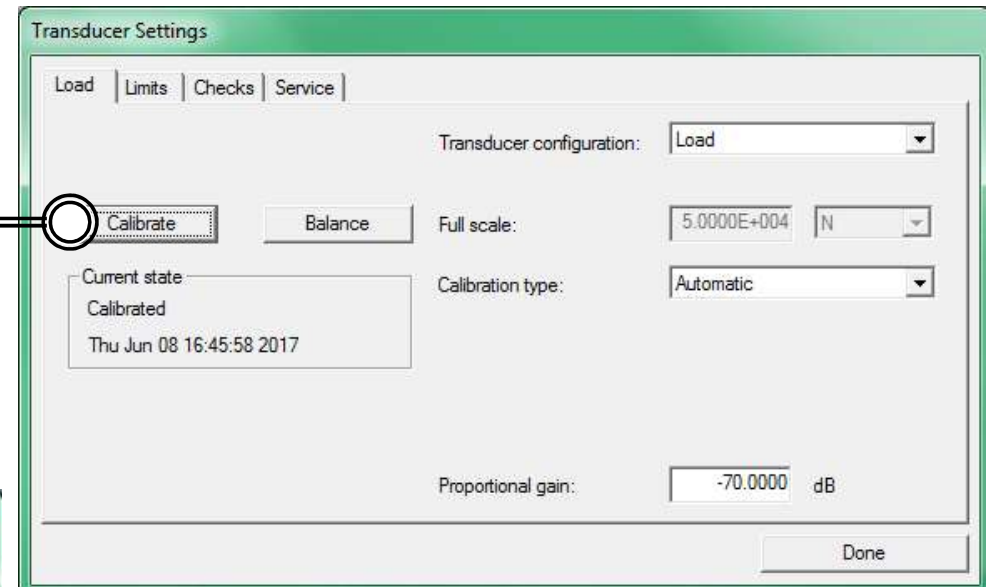 Transducer Settings
Load Limits Checks Service
Transducer configuration: Load
Calibrate Balance Full scale: 5.0000E+004 N
Current state
Calibrated
Thu Jun 08 16:45:58 2017
Calibration type: Automatic
Proportional gain: -70.0000 dB
Done